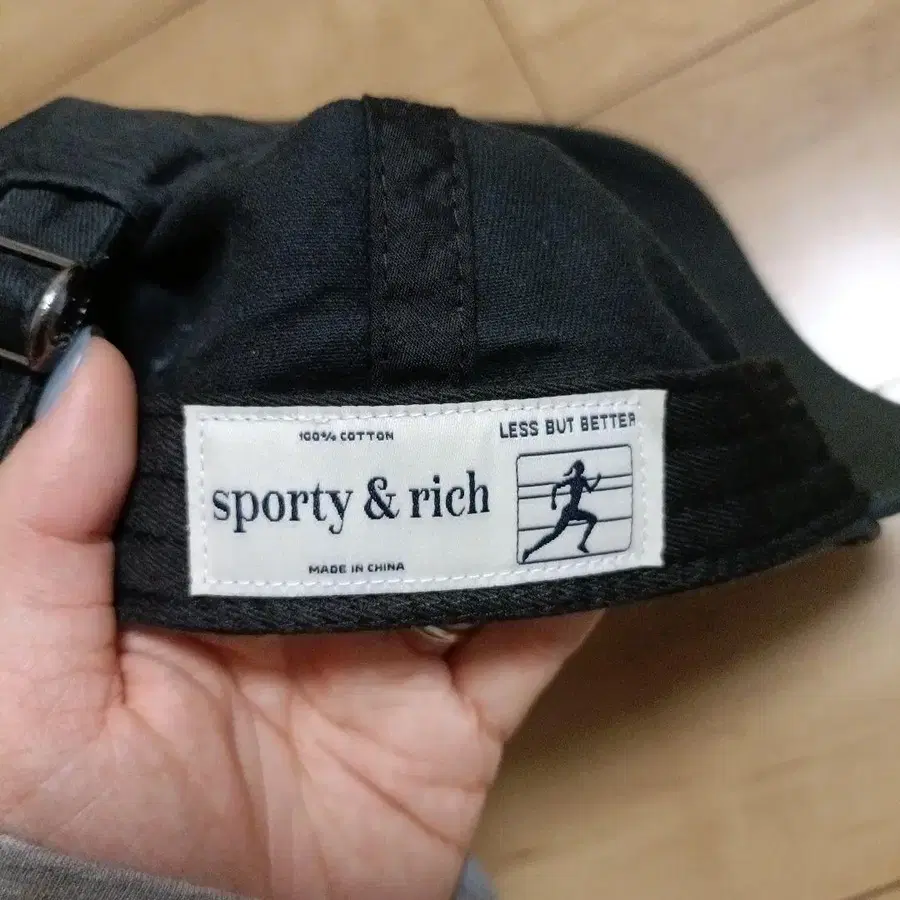 100% COTTON
LESS BUT BETTER
sporty & rich
MADE IN CHINA